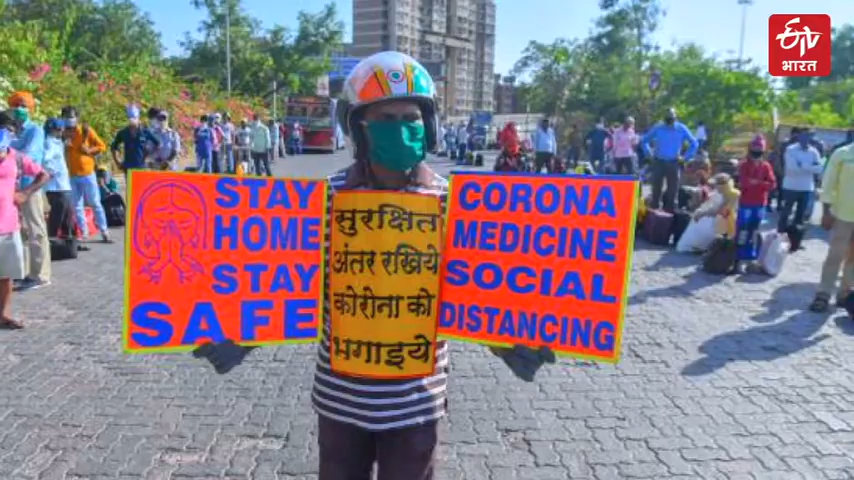 ETV
भारत
STAY
HOME
STAY
SAFE
सुरक्षित
अंतर रखिये
कोरोना को
भगाइये
CORONA
MEDICINE
SOCIAL
DISTANCING